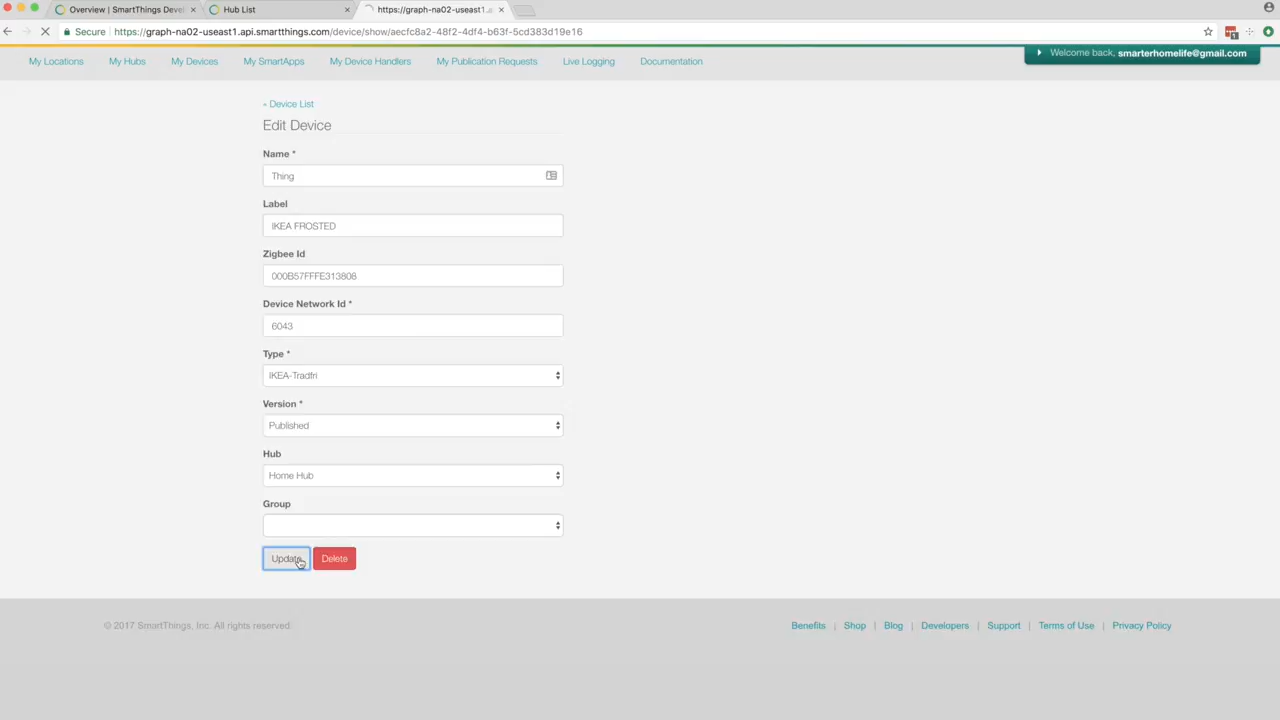 Overview | SmartThings Devel
Hub List
https://graph-na02-useast1.a
Secure
https://graph-na02-useast1.api.smartthings.com/device/show/aecfc8a2-48f2-4df4-b63f-5cd383d19e16
My Locations
My Hubs
My Devices
My SmartApps
My Device Handlers
My Publication Requests
Live Logging
Documentation
Welcome back, smarterhomelife@gmail.com
« Device List
Edit Device
Name *
Thing
Label
IKEA FROSTED
Zigbee Id
000B57FFFE313808
Device Network Id *
6043
Type *
IKEA-Tradfri
Version *
Published
Hub
Home Hub
Group
Update
Delete
© 2017 SmartThings, Inc. All rights reserved.
Benefits | Shop | Blog | Developers | Support | Terms of Use | Privacy Policy